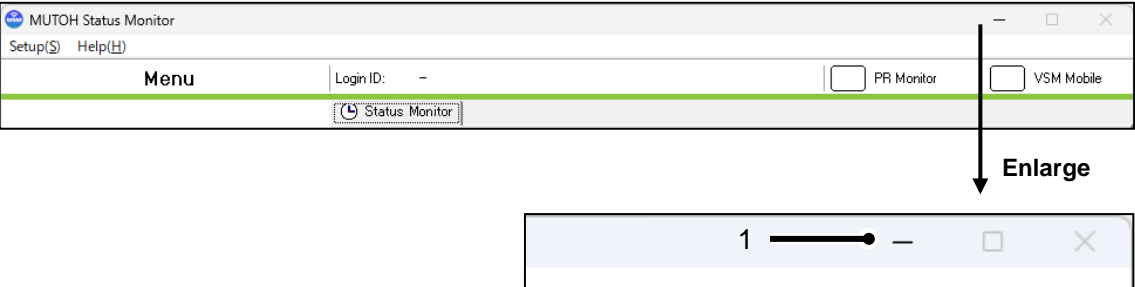 MUTOH Status Monitor
Setup(S) Help(H)
Menu Login ID: - PR Monitor VSM Mobile
Status Monitor
Enlarge
1